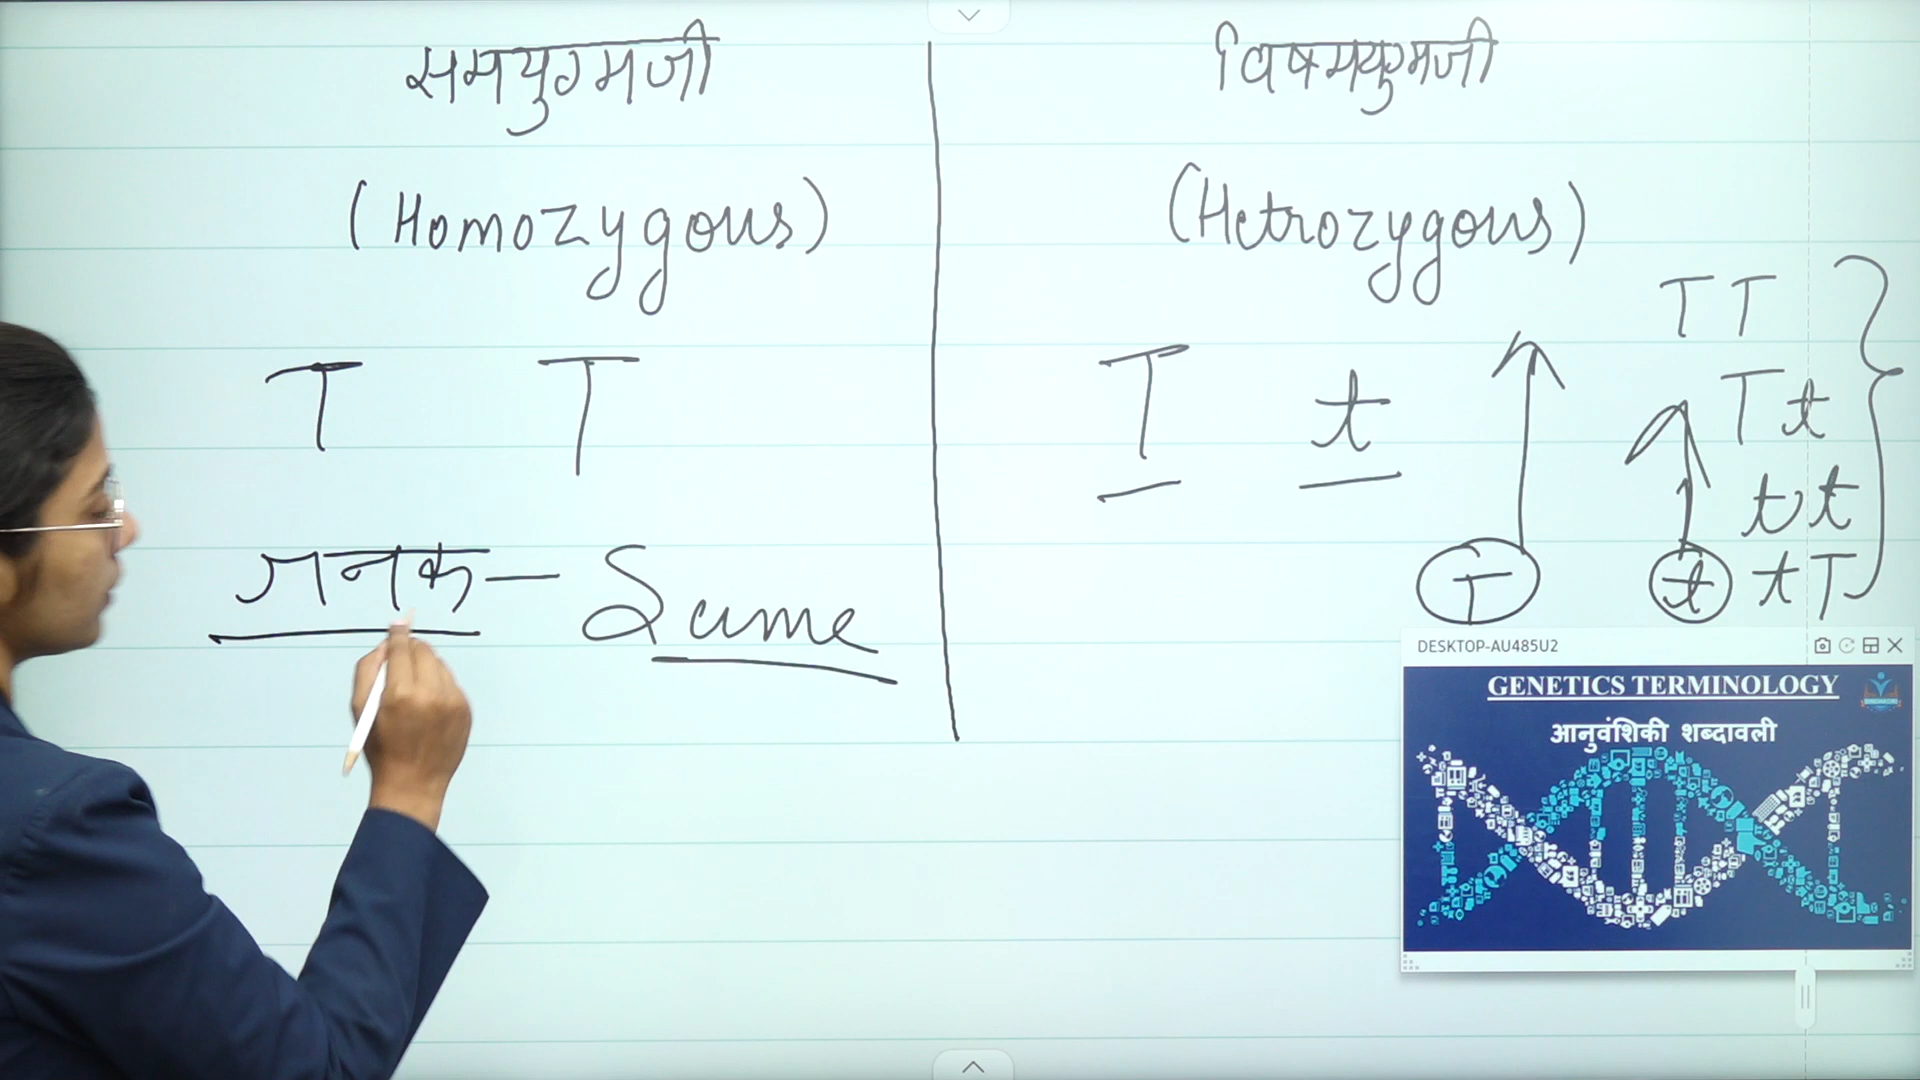 समयुग्मजी
(Homozygous)
T T
जनक — Same
विषमयुग्मजी
(Hetrozygous)
T t
T
t
TT
Tt
tt
tT
DESKTOP-AU485U2
GENETICS TERMINOLOGY
आनुवंशिकी शब्दावली